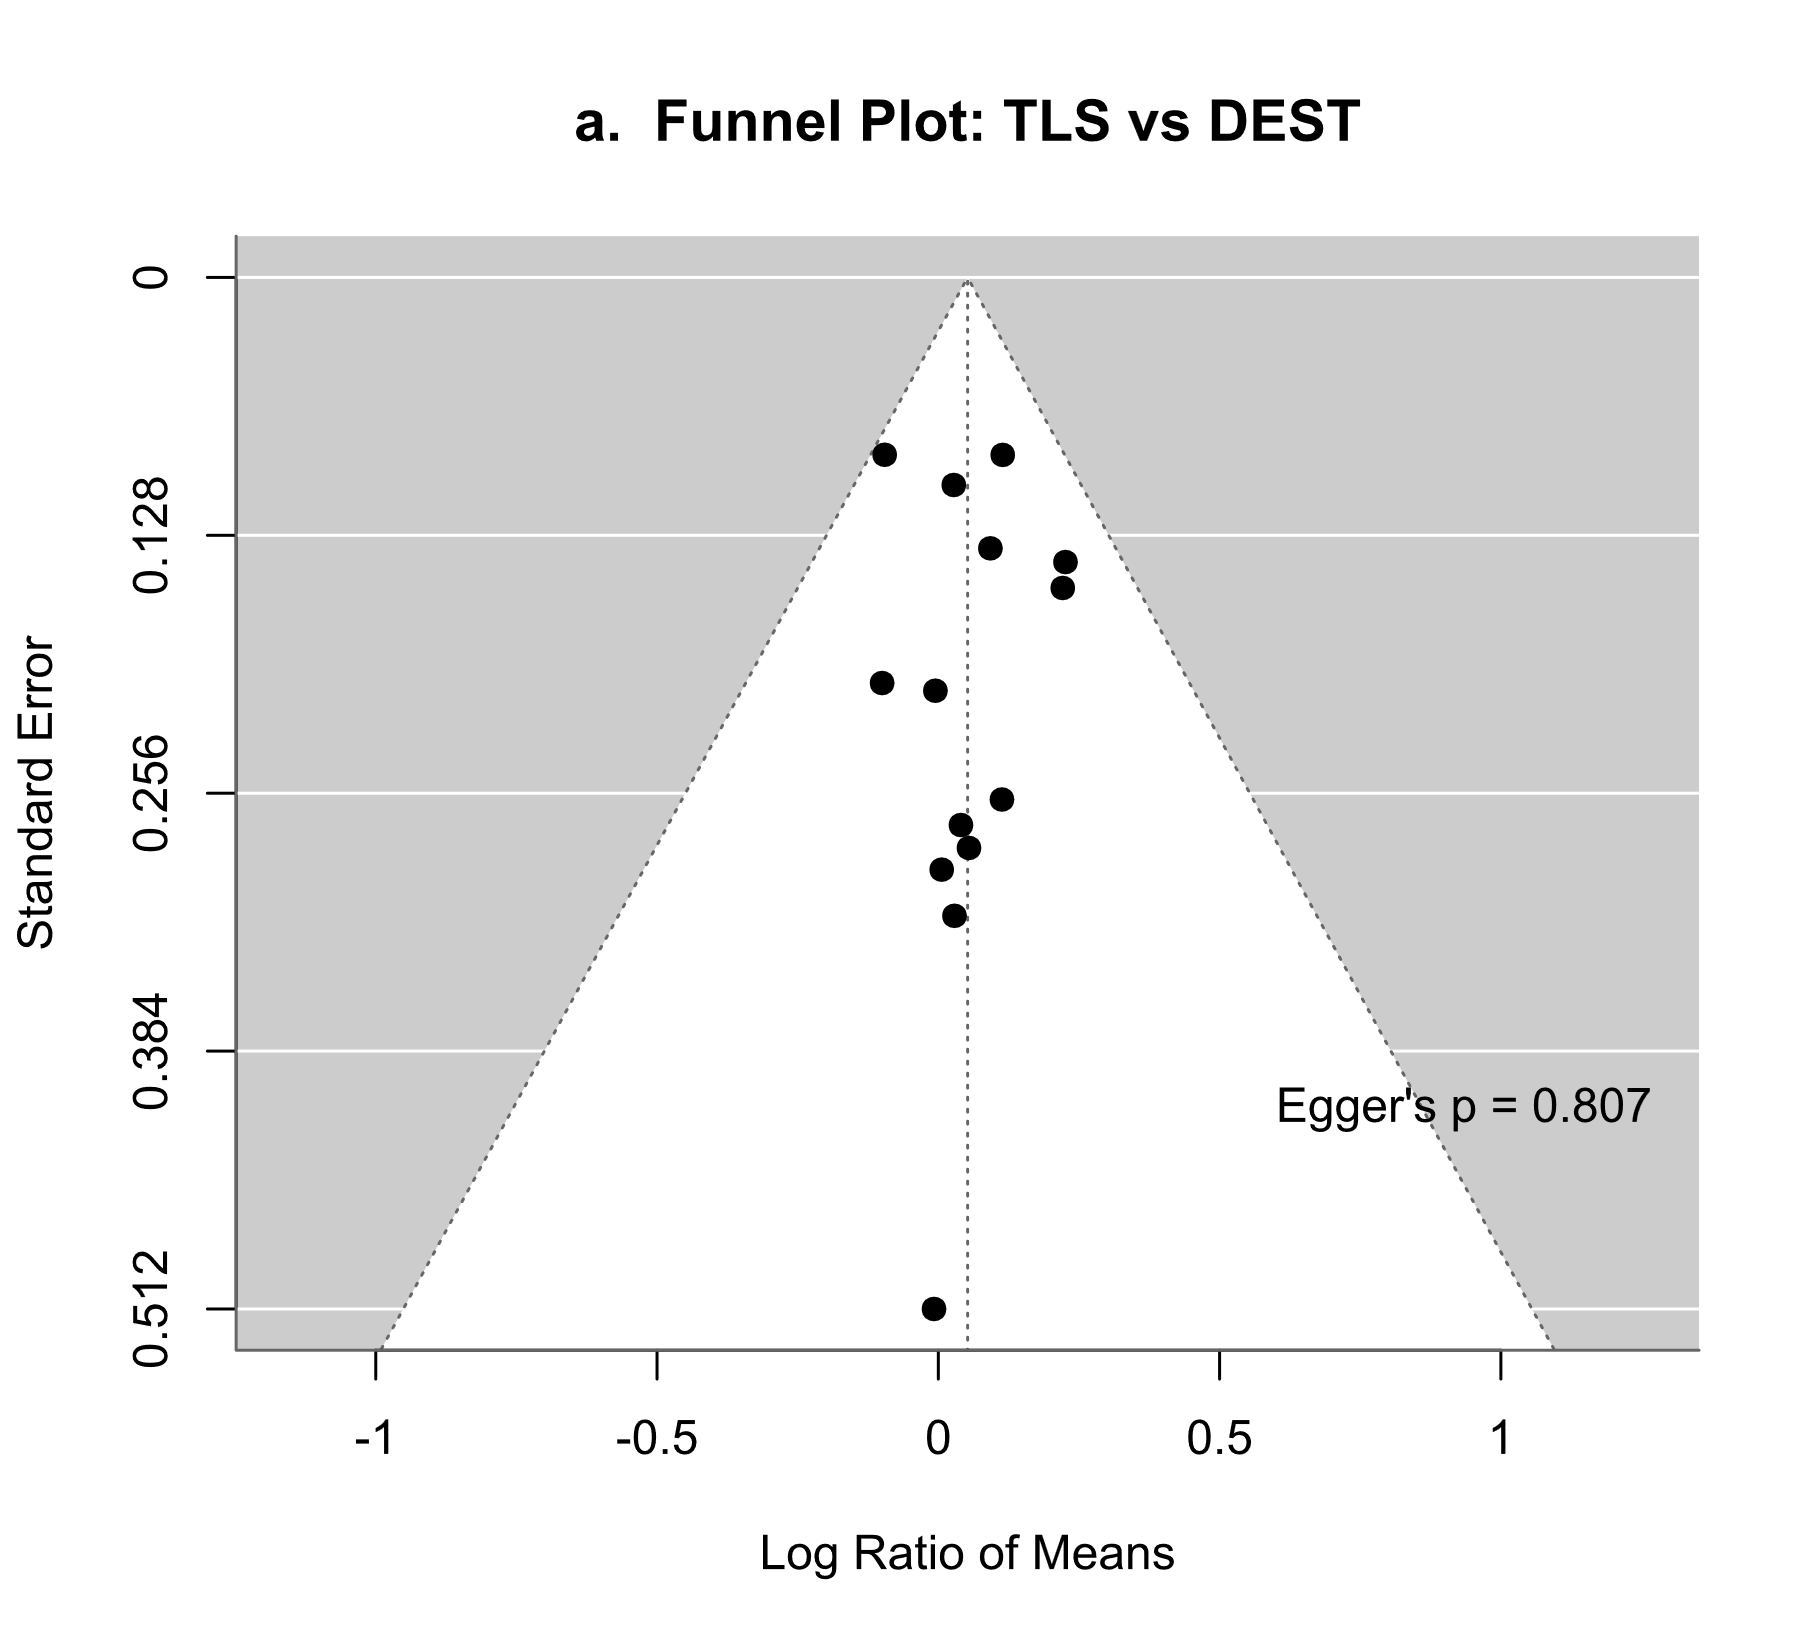 a.  Funnel Plot: TLS vs DEST
0
0.128
0.256
0.384
0.512
Standard Error
Egger's p = 0.807
-1
-0.5
0
0.5
1
Log Ratio of Means